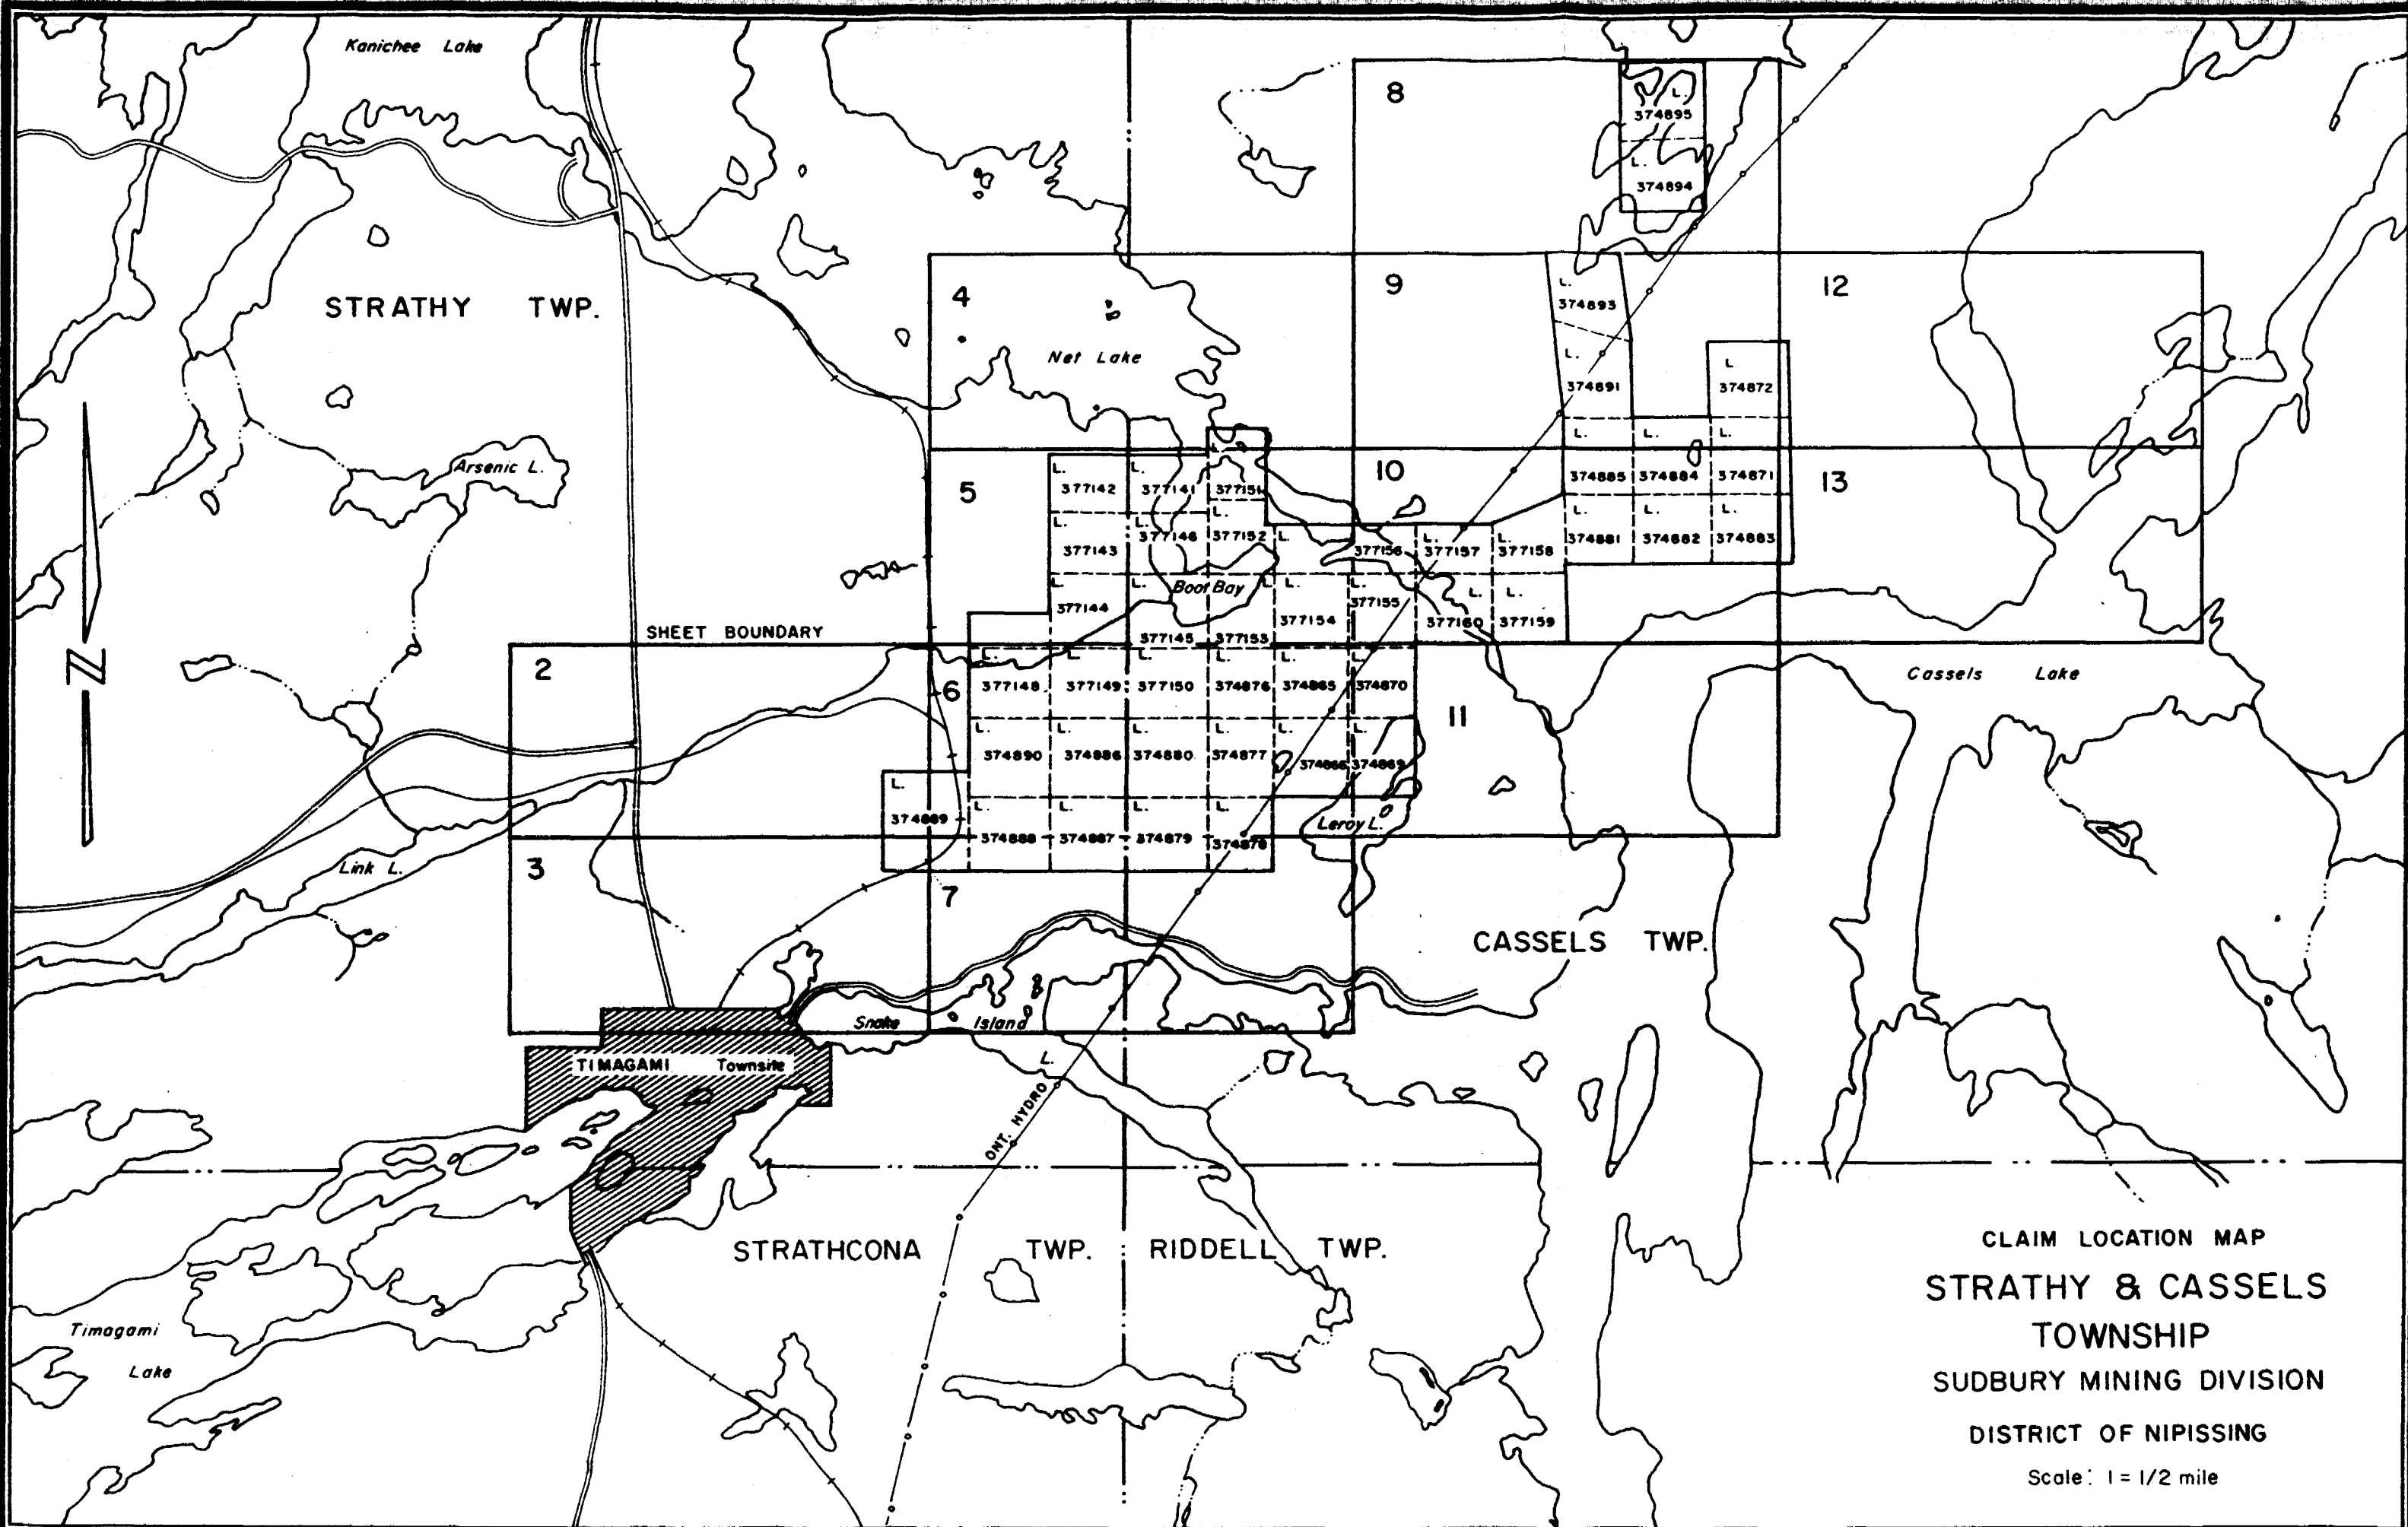 Kanichee Lake
8
L.
374895
L.
374894
STRATHY TWP.
4
9
12
L.
374893
Net Lake
L.
374891
L.
374872
Arsenic L.
5
10
13
L. L. L.
374885 374884 374871
L. L. L.
377142 377141 377151
L. L. L.
377143 377146 377152
L. L. L.
377156 377157 377158
L. L. L.
374881 374882 374883
L. L. L. L. L.
377144 Boot Bay
377154 377155
L. L.
377160 377159
377145 377153
SHEET BOUNDARY
2
6
L. L. L. L. L.
377148 377149 377150 374876 374865 374870
11
Cassels Lake
L. L. L. L. L. L.
374890 374886 374880 374877 374866 374869
L.
374889
L. L. L. L.
374888 374887 374879 374878
Leroy L.
Link L.
3
7
CASSELS TWP.
Snake Island
L.
TIMAGAMI Townsite
ONT. HYDRO
STRATHCONA TWP.
RIDDELL TWP.
Timagami
Lake
N
CLAIM LOCATION MAP
STRATHY & CASSELS
TOWNSHIP
SUDBURY MINING DIVISION
DISTRICT OF NIPISSING
Scale: 1 = 1/2 mile